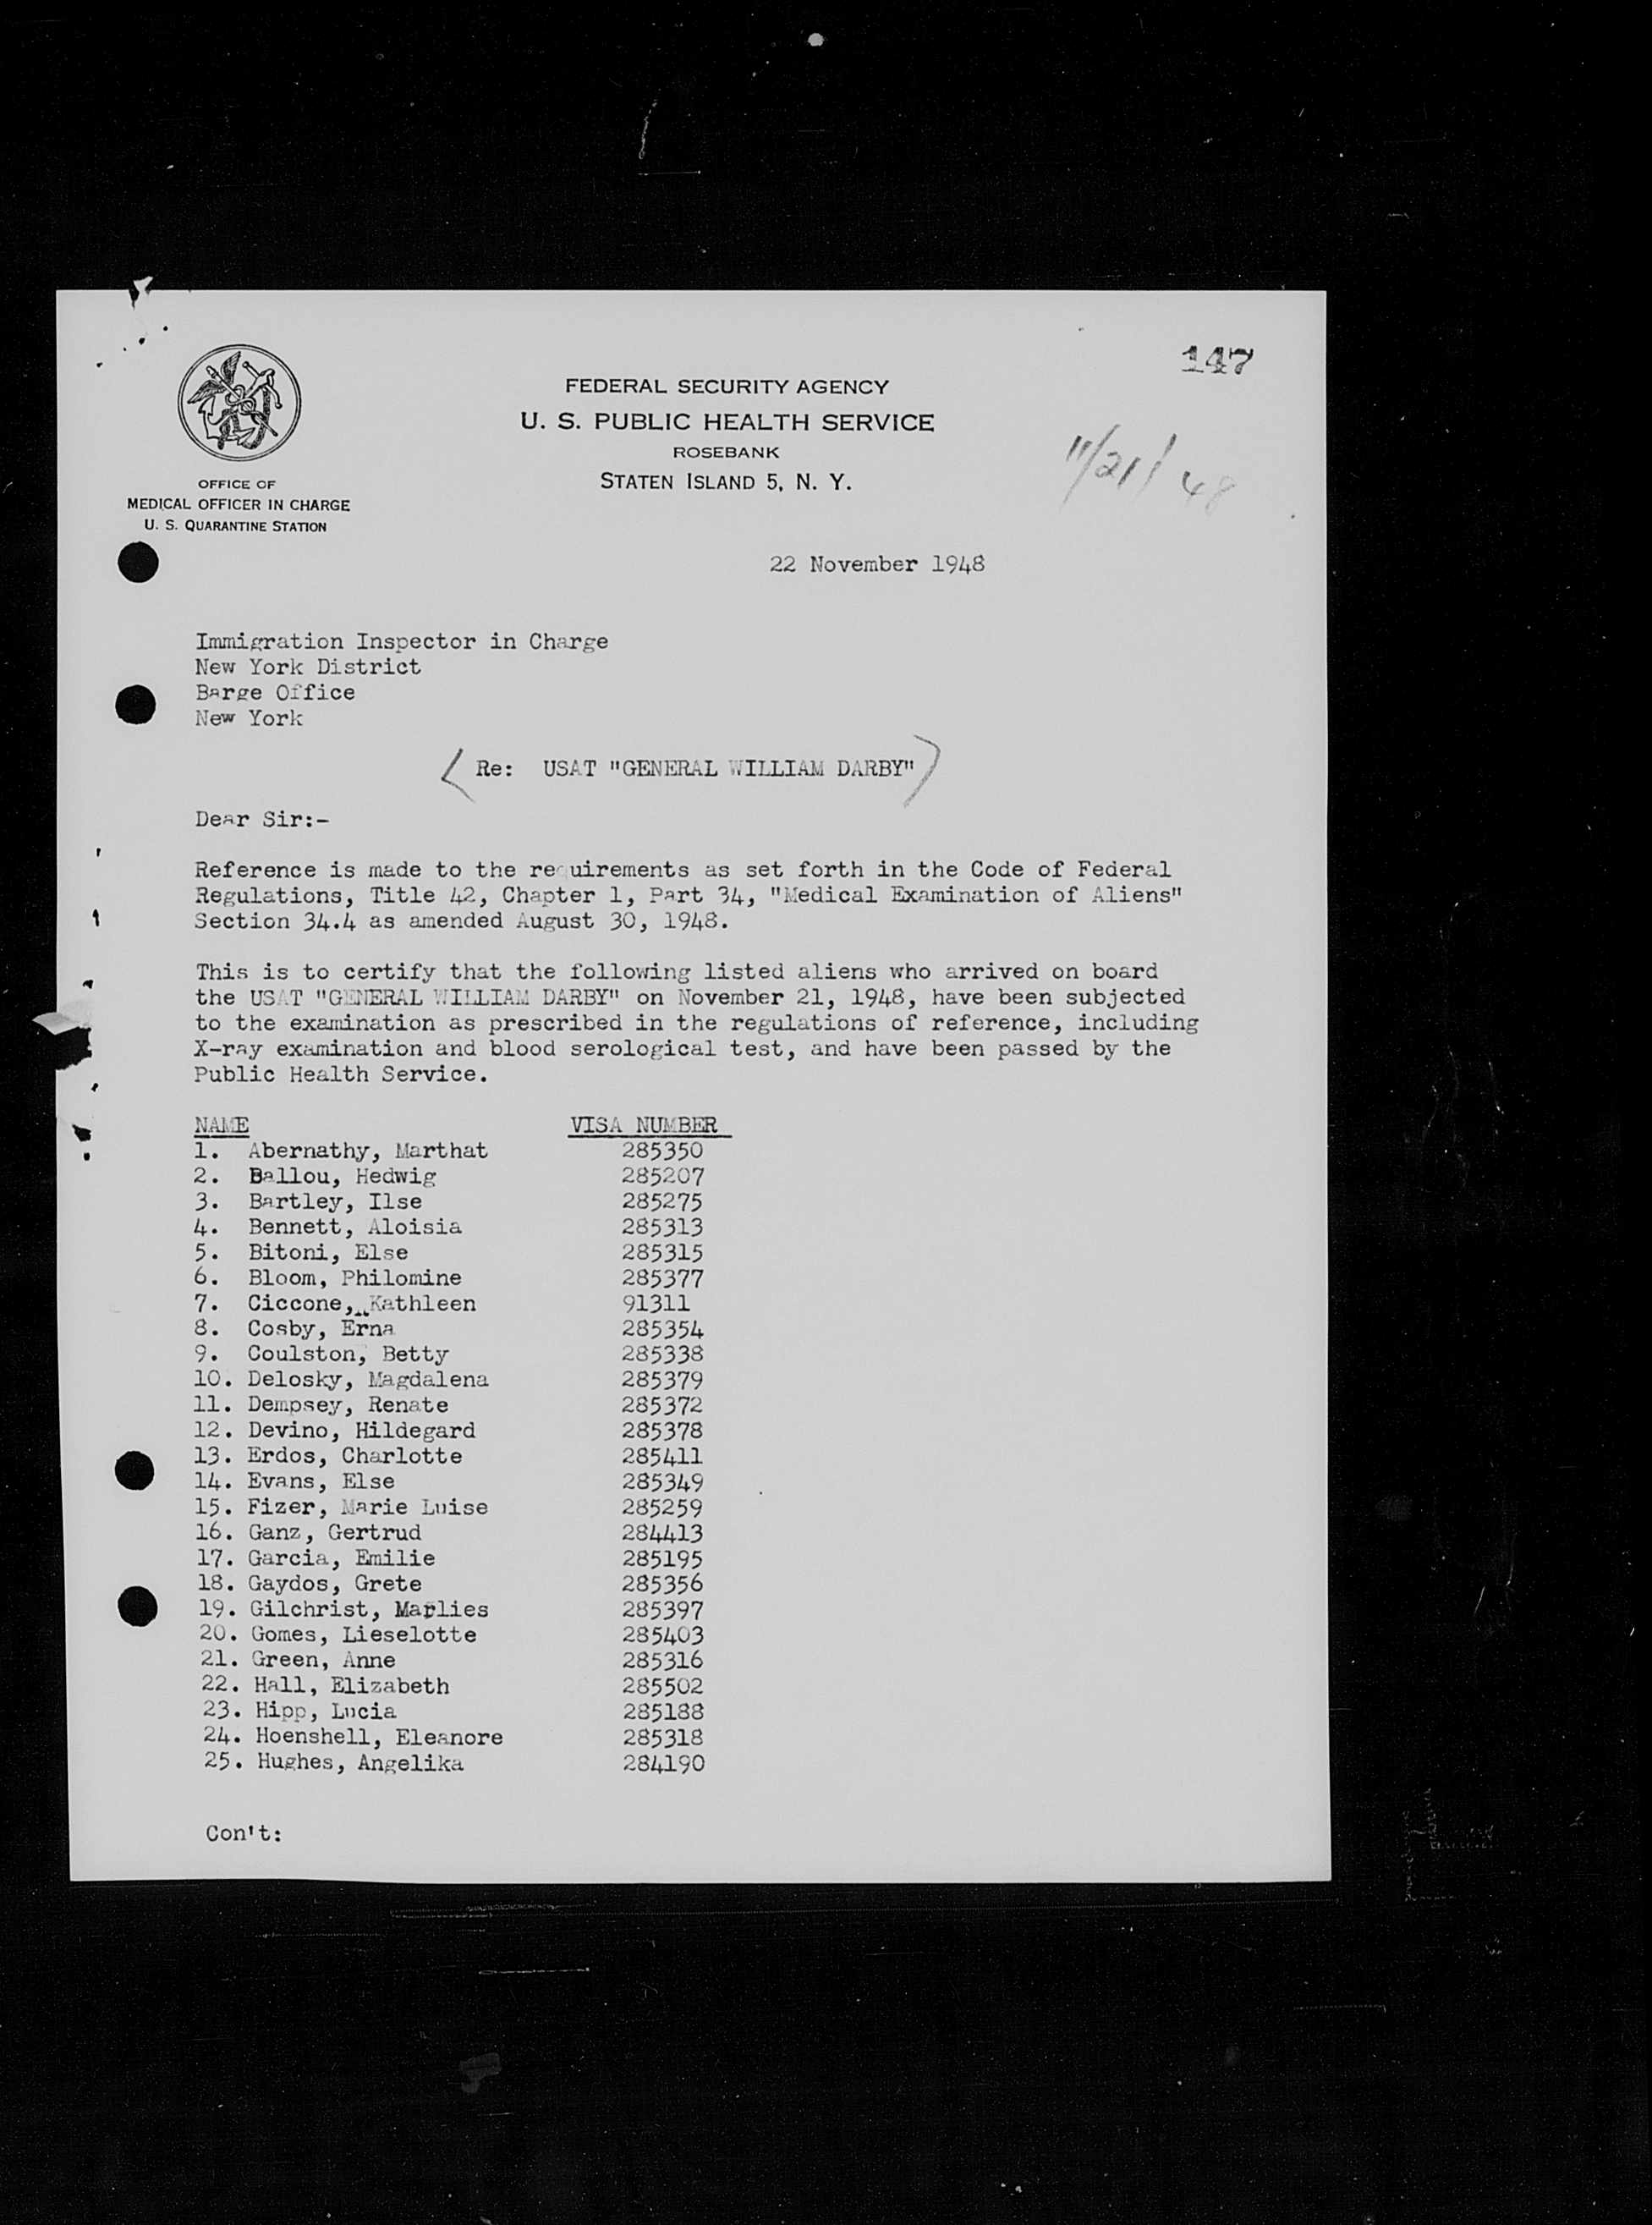 147
FEDERAL SECURITY AGENCY
U. S. PUBLIC HEALTH SERVICE
ROSEBANK
STATEN ISLAND 5, N. Y.
11/21/48
OFFICE OF
MEDICAL OFFICER IN CHARGE
U. S. QUARANTINE STATION
22 November 1948
Immigration Inspector in Charge
New York District
Barge Office
New York
Re: USAT "GENERAL WILLIAM DARBY"
Dear Sir:-
Reference is made to the requirements as set forth in the Code of Federal
Regulations, Title 42, Chapter 1, Part 34, "Medical Examination of Aliens"
Section 34.4 as amended August 30, 1948.
This is to certify that the following listed aliens who arrived on board
the USAT "GENERAL WILLIAM DARBY" on November 21, 1948, have been subjected
to the examination as prescribed in the regulations of reference, including
X-ray examination and blood serological test, and have been passed by the
Public Health Service.
NAME VISA NUMBER
1. Abernathy, Marthat 285350
2. Ballou, Hedwig 285207
3. Bartley, Ilse 285275
4. Bennett, Aloisia 285313
5. Bitoni, Else 285315
6. Bloom, Philomine 285377
7. Ciccone, Kathleen 91311
8. Cosby, Erna 285354
9. Coulston, Betty 285338
10. Delosky, Magdalena 285379
11. Dempsey, Renate 285372
12. Devino, Hildegard 285378
13. Erdos, Charlotte 285411
14. Evans, Else 285349
15. Fizer, Marie Luise 285259
16. Ganz, Gertrud 284413
17. Garcia, Emilie 285195
18. Gaydos, Grete 285356
19. Gilchrist, Marlies 285397
20. Gomes, Lieselotte 285403
21. Green, Anne 285316
22. Hall, Elizabeth 285502
23. Hipp, Lucia 285188
24. Hoenshell, Eleanore 285318
25. Hughes, Angelika 284190
Con't: